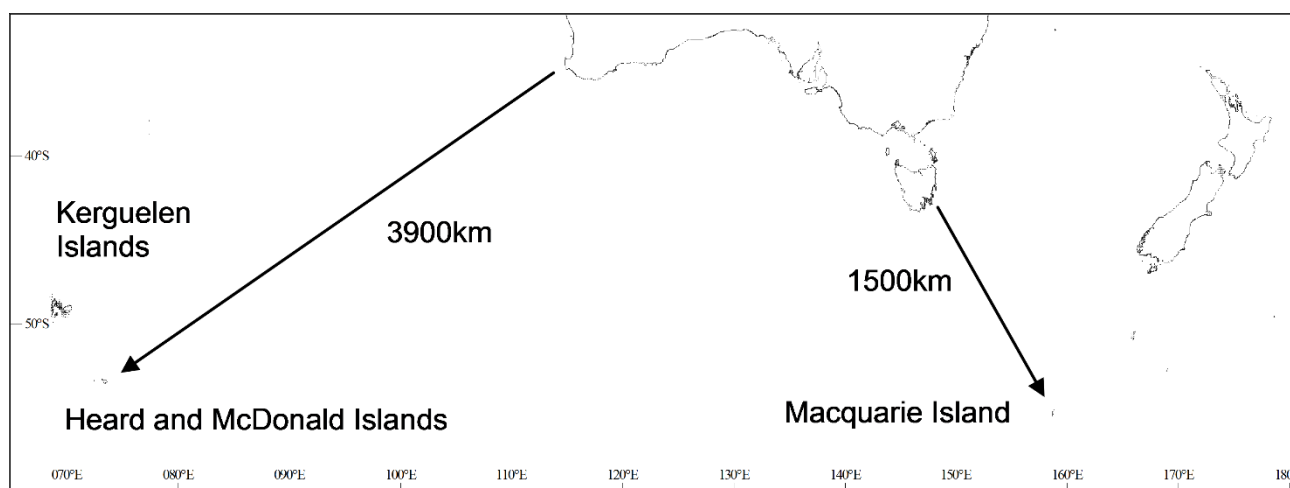 40°S
Kerguelen
Islands
3900km
1500km
50°S
Heard and McDonald Islands
Macquarie Island
070°E 080°E 090°E 100°E 110°E 120°E 130°E 140°E 150°E 160°E 170°E 180